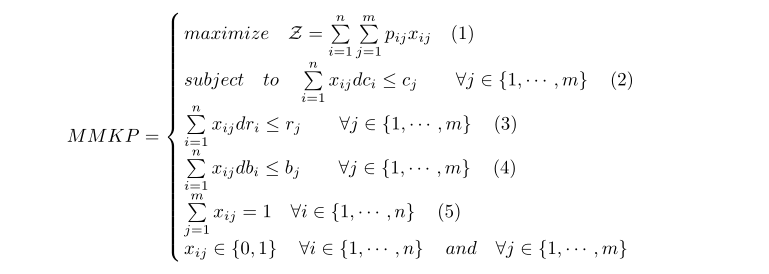 maximize Z = ∑_{i=1}^{n} ∑_{j=1}^{m} p_{ij}x_{ij} (1)
subject to ∑_{i=1}^{n} x_{ij}dc_i ≤ c_j ∀j ∈ {1, ⋯ , m} (2)
MMKP = { ∑_{i=1}^{n} x_{ij}dr_i ≤ r_j ∀j ∈ {1, ⋯ , m} (3)
∑_{i=1}^{n} x_{ij}db_i ≤ b_j ∀j ∈ {1, ⋯ , m} (4)
∑_{j=1}^{m} x_{ij} = 1 ∀i ∈ {1, ⋯ , n} (5)
x_{ij} ∈ {0, 1} ∀i ∈ {1, ⋯ , n} and ∀j ∈ {1, ⋯ , m}